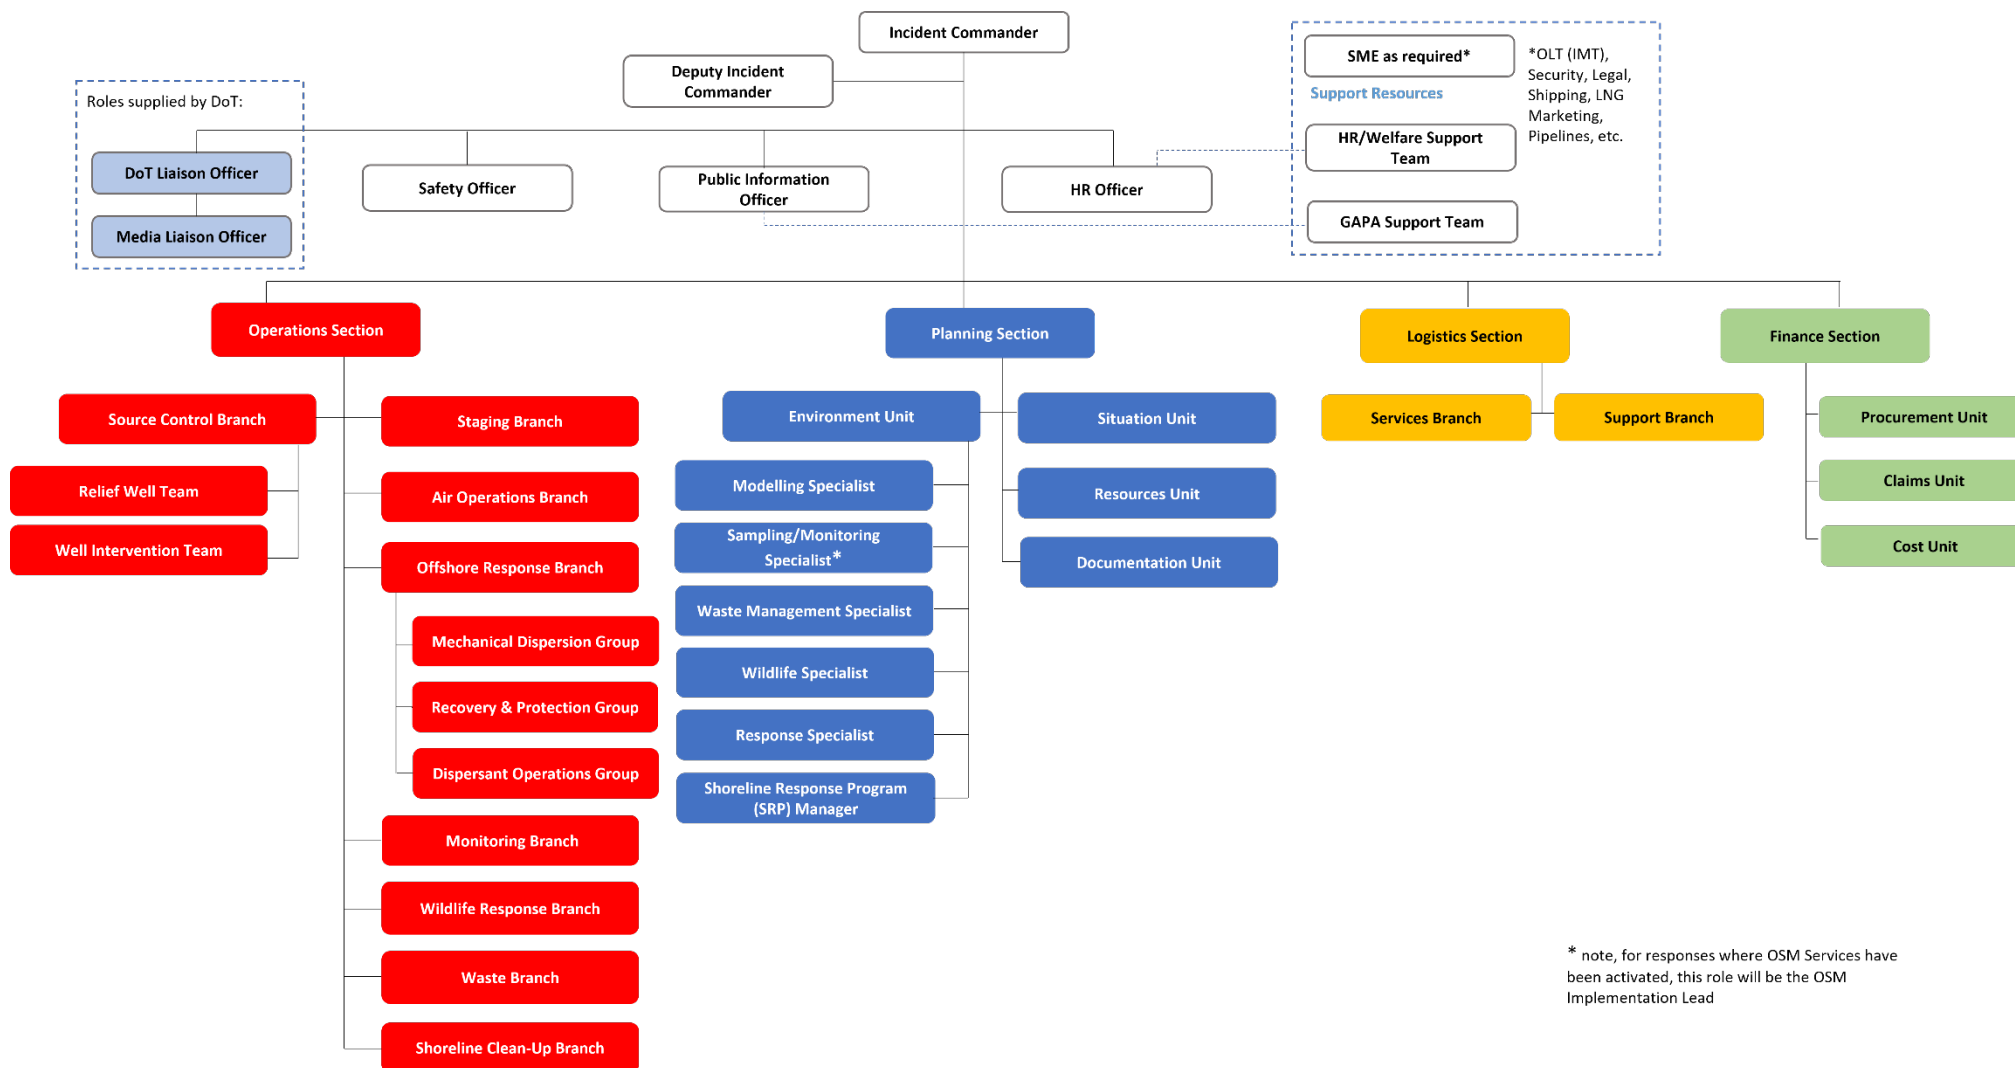 Incident Commander
Deputy Incident
Commander
Roles supplied by DoT:
DoT Liaison Officer
Media Liaison Officer
Safety Officer
Public Information
Officer
HR Officer
SME as required*
Support Resources
HR/Welfare Support
Team
GAPA Support Team
*OLT (IMT),
Security, Legal,
Shipping, LNG
Marketing,
Pipelines, etc.
Operations Section
Planning Section
Logistics Section
Finance Section
Source Control Branch
Relief Well Team
Well Intervention Team
Staging Branch
Air Operations Branch
Offshore Response Branch
Mechanical Dispersion Group
Recovery & Protection Group
Dispersant Operations Group
Monitoring Branch
Wildlife Response Branch
Waste Branch
Shoreline Clean-Up Branch
Environment Unit
Modelling Specialist
Sampling/Monitoring
Specialist*
Waste Management Specialist
Wildlife Specialist
Response Specialist
Shoreline Response Program
(SRP) Manager
Situation Unit
Resources Unit
Documentation Unit
Services Branch
Support Branch
Procurement Unit
Claims Unit
Cost Unit
* note, for responses where OSM Services have
been activated, this role will be the OSM
Implementation Lead